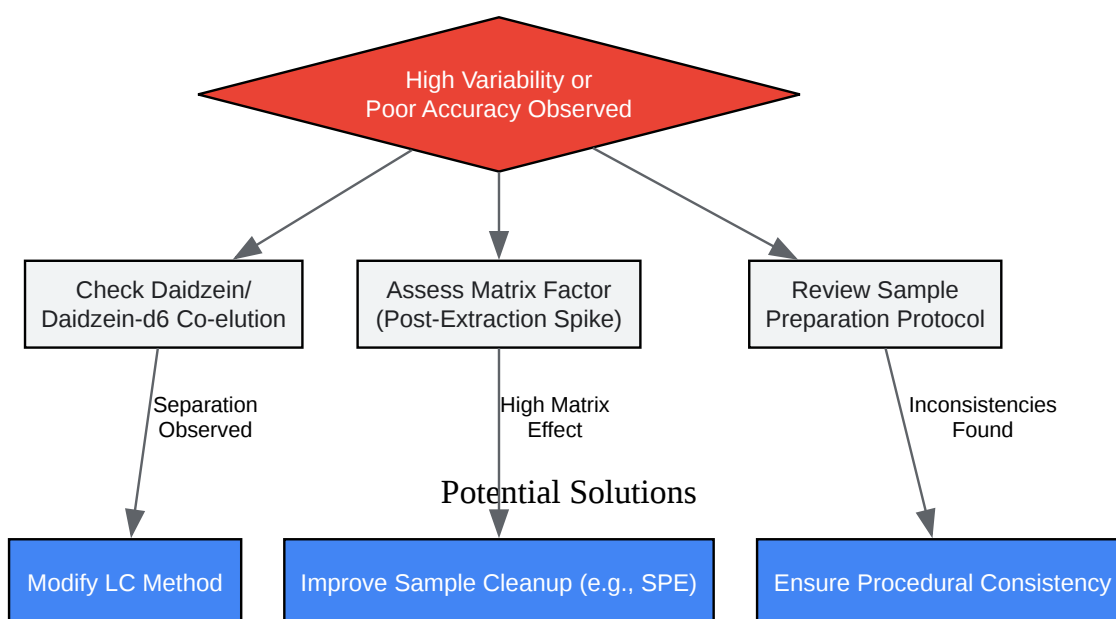 High Variability or
Poor Accuracy Observed
Check Daidzein/
Daidzein-d6 Co-elution
Assess Matrix Factor
(Post-Extraction Spike)
Review Sample
Preparation Protocol
Separation
Observed
High Matrix
Effect
Inconsistencies
Found
Potential Solutions
Modify LC Method
Improve Sample Cleanup (e.g., SPE)
Ensure Procedural Consistency